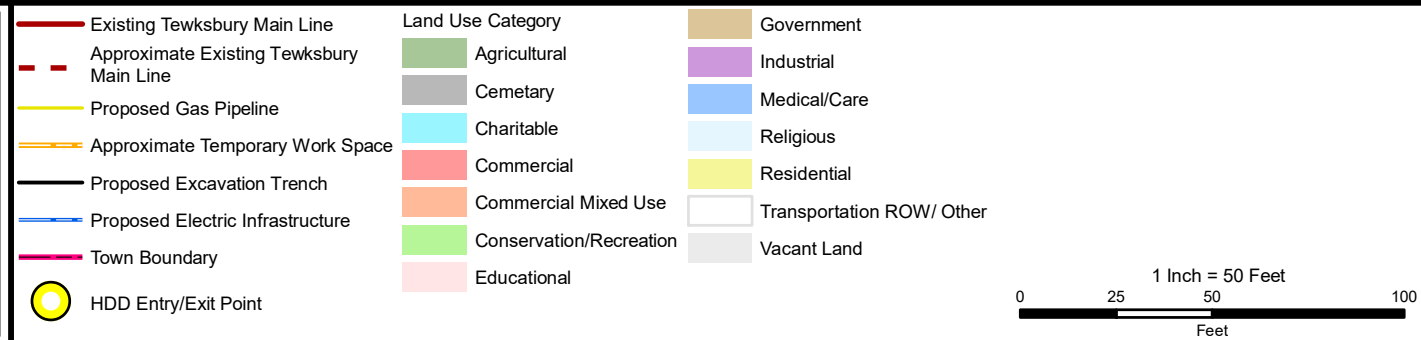 Existing Tewksbury Main Line
Approximate Existing Tewksbury
Main Line
Proposed Gas Pipeline
Approximate Temporary Work Space
Proposed Excavation Trench
Proposed Electric Infrastructure
Town Boundary
HDD Entry/Exit Point
Land Use Category
Agricultural
Cemetary
Charitable
Commercial
Commercial Mixed Use
Conservation/Recreation
Educational
Government
Industrial
Medical/Care
Religious
Residential
Transportation ROW/ Other
Vacant Land
1 Inch = 50 Feet
0 25 50 100
Feet